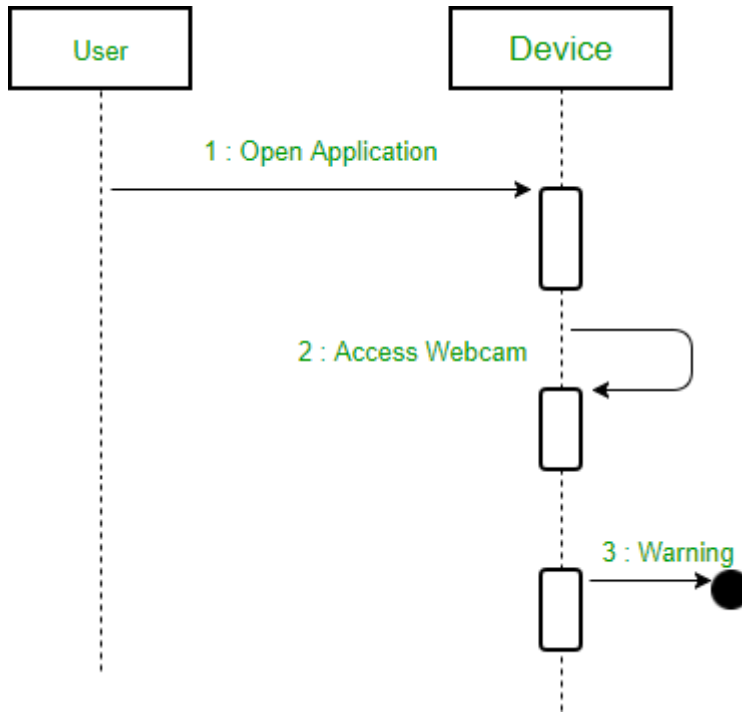 User
Device
1 : Open Application
2 : Access Webcam
3 : Warning